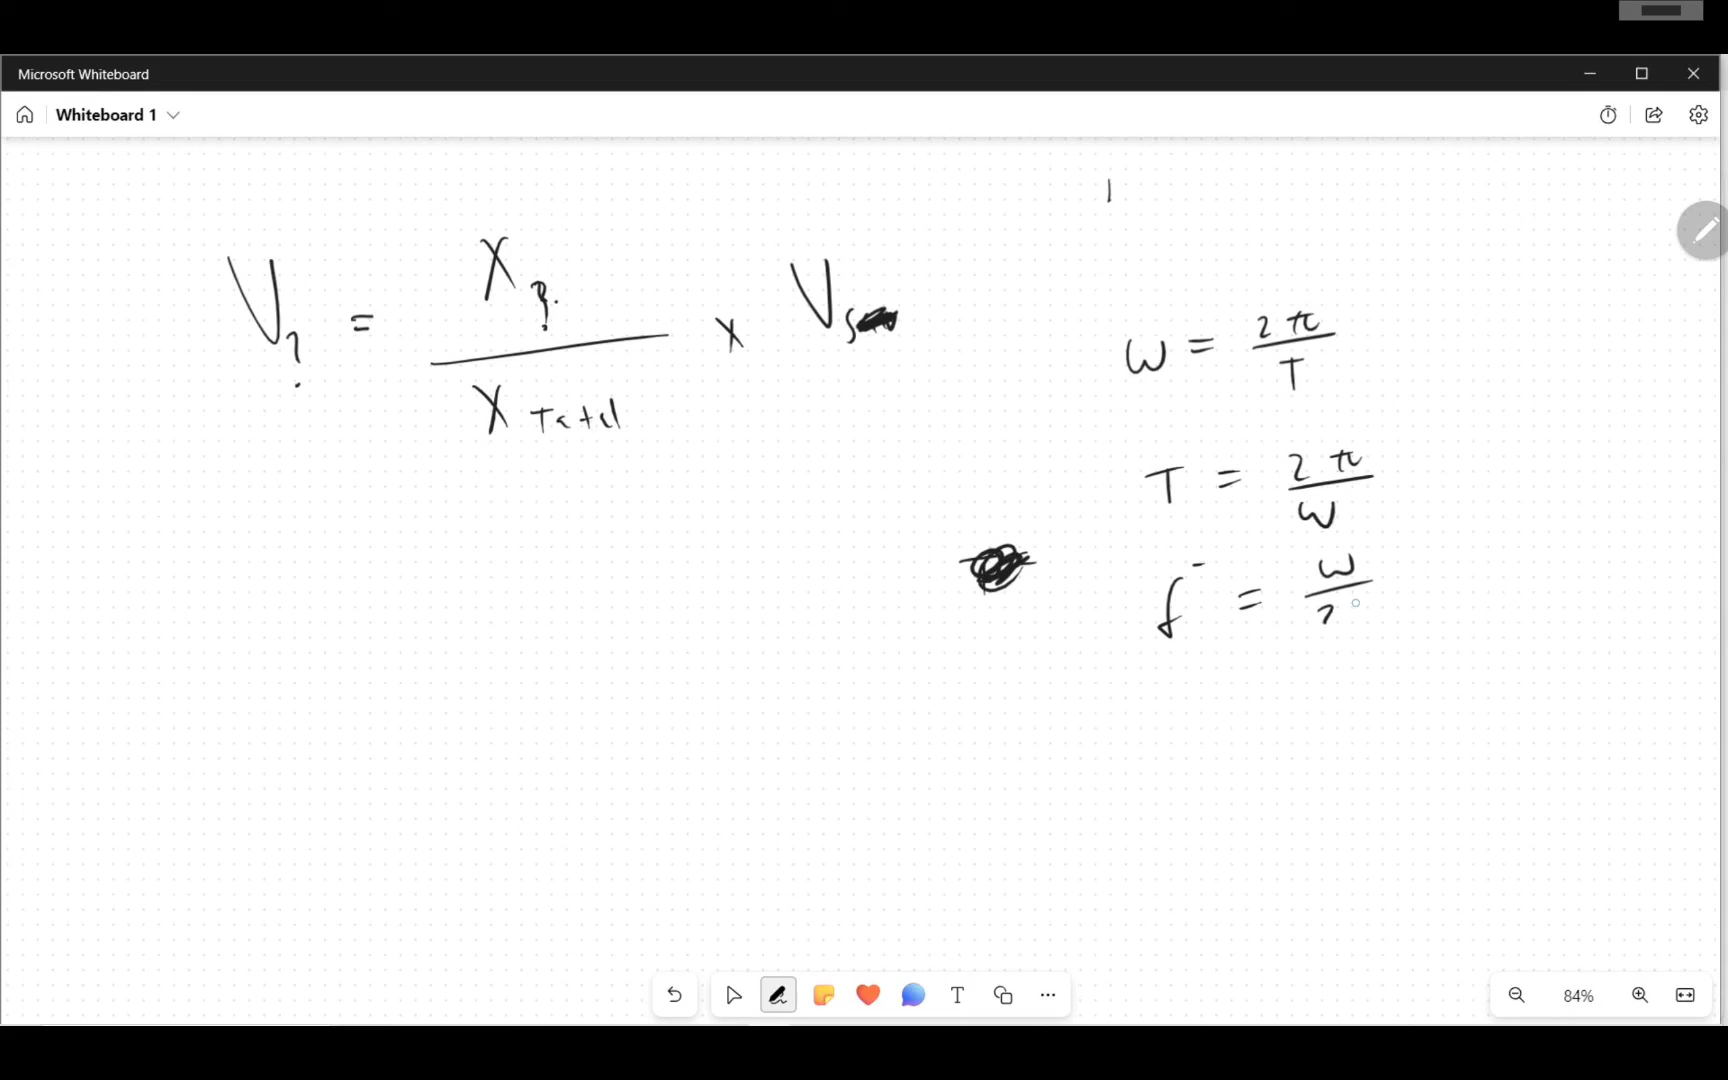 Microsoft Whiteboard
Whiteboard 1
V? = X? / X Total x Vs
ω = 2π / T
T = 2π / ω
f = ω / 2
84%